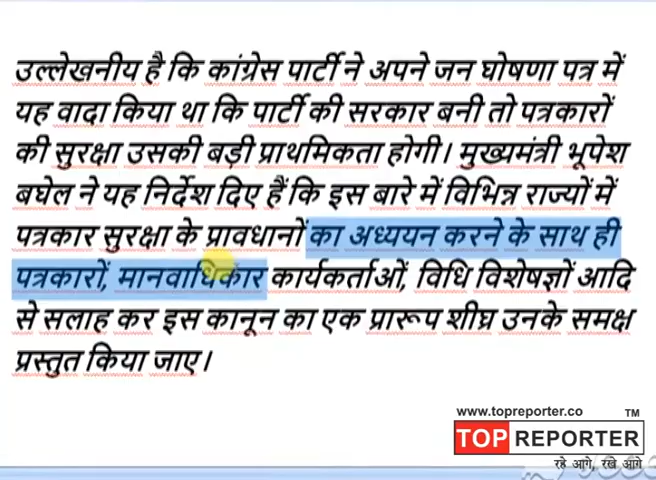 उल्लेखनीय है कि कांग्रेस पार्टी ने अपने जन घोषणा पत्र में
यह वादा किया था कि पार्टी की सरकार बनी तो पत्रकारों
की सुरक्षा उसकी बड़ी प्राथमिकता होगी। मुख्यमंत्री भूपेश
बघेल ने यह निर्देश दिए हैं कि इस बारे में विभिन्न राज्यों में
पत्रकार सुरक्षा के प्रावधानों का अध्ययन करने के साथ ही
पत्रकारों, मानवाधिकार कार्यकर्ताओं, विधि विशेषज्ञों आदि
से सलाह कर इस कानून का एक प्रारूप शीघ्र उनके समक्ष
प्रस्तुत किया जाए।
www.topreporter.co TM
TOP REPORTER
रहे आगे, रखे आगे